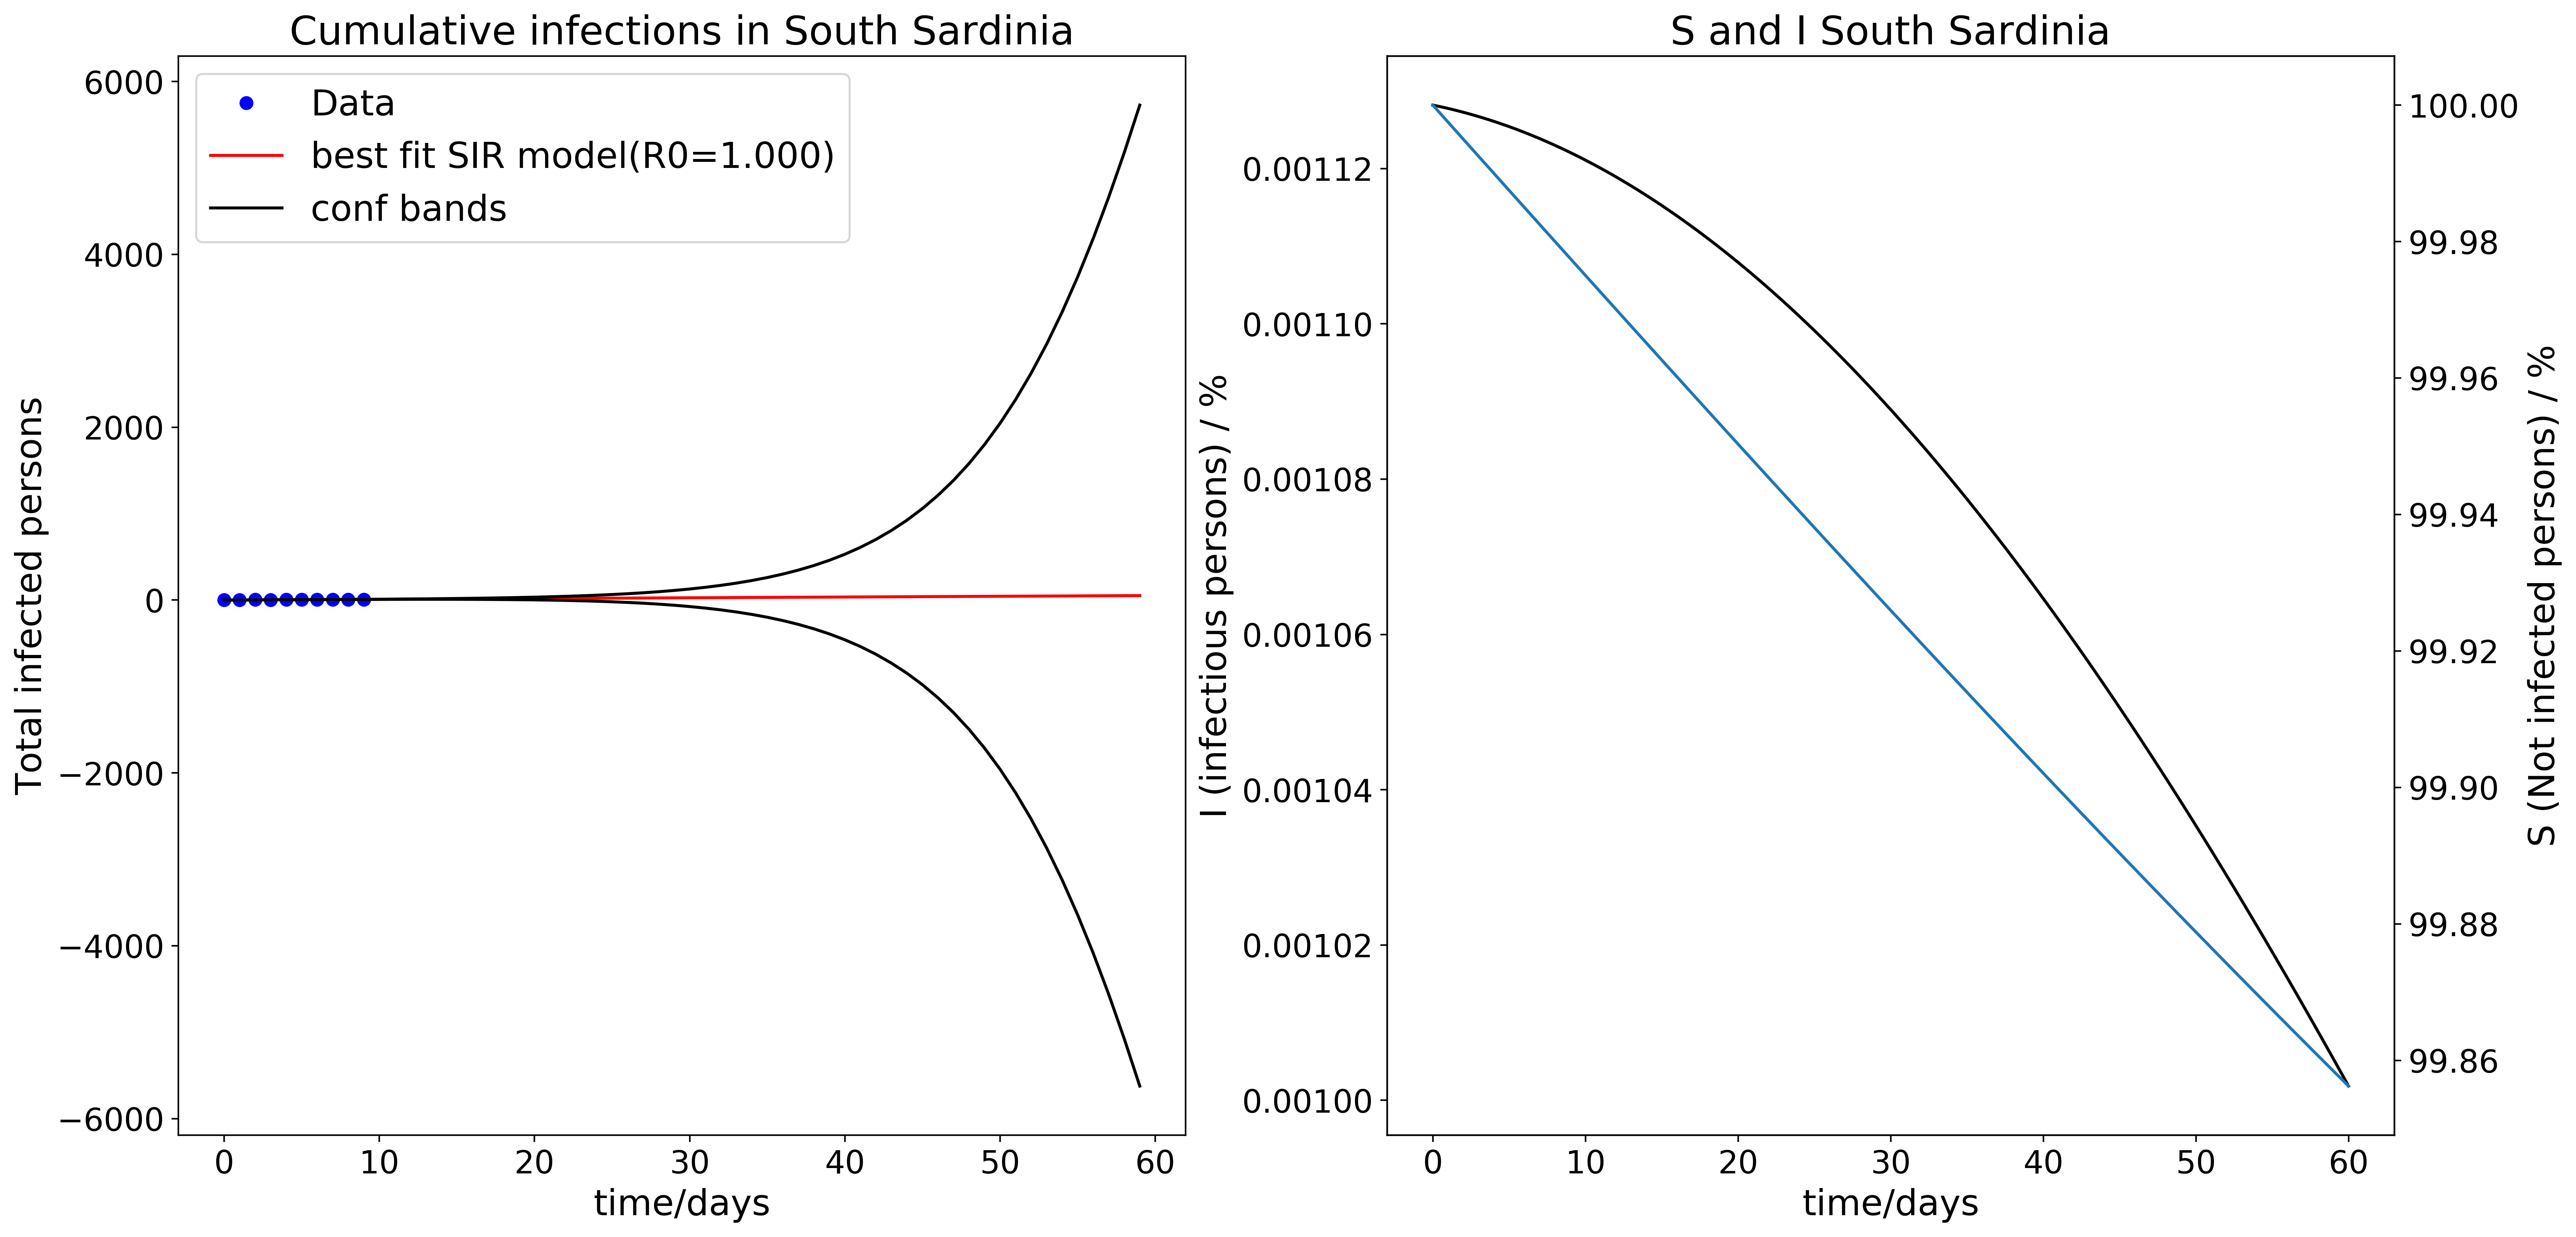 Cumulative infections in South Sardinia
Data
best fit SIR model(R0=1.000)
conf bands
Total infected persons
6000
4000
2000
0
−2000
−4000
−6000
0 10 20 30 40 50 60
time/days
S and I South Sardinia
I (infectious persons) / %
0.00112
0.00110
0.00108
0.00106
0.00104
0.00102
0.00100
100.00
99.98
99.96
99.94
99.92
99.90
99.88
99.86
S (Not infected persons) / %
0 10 20 30 40 50 60
time/days